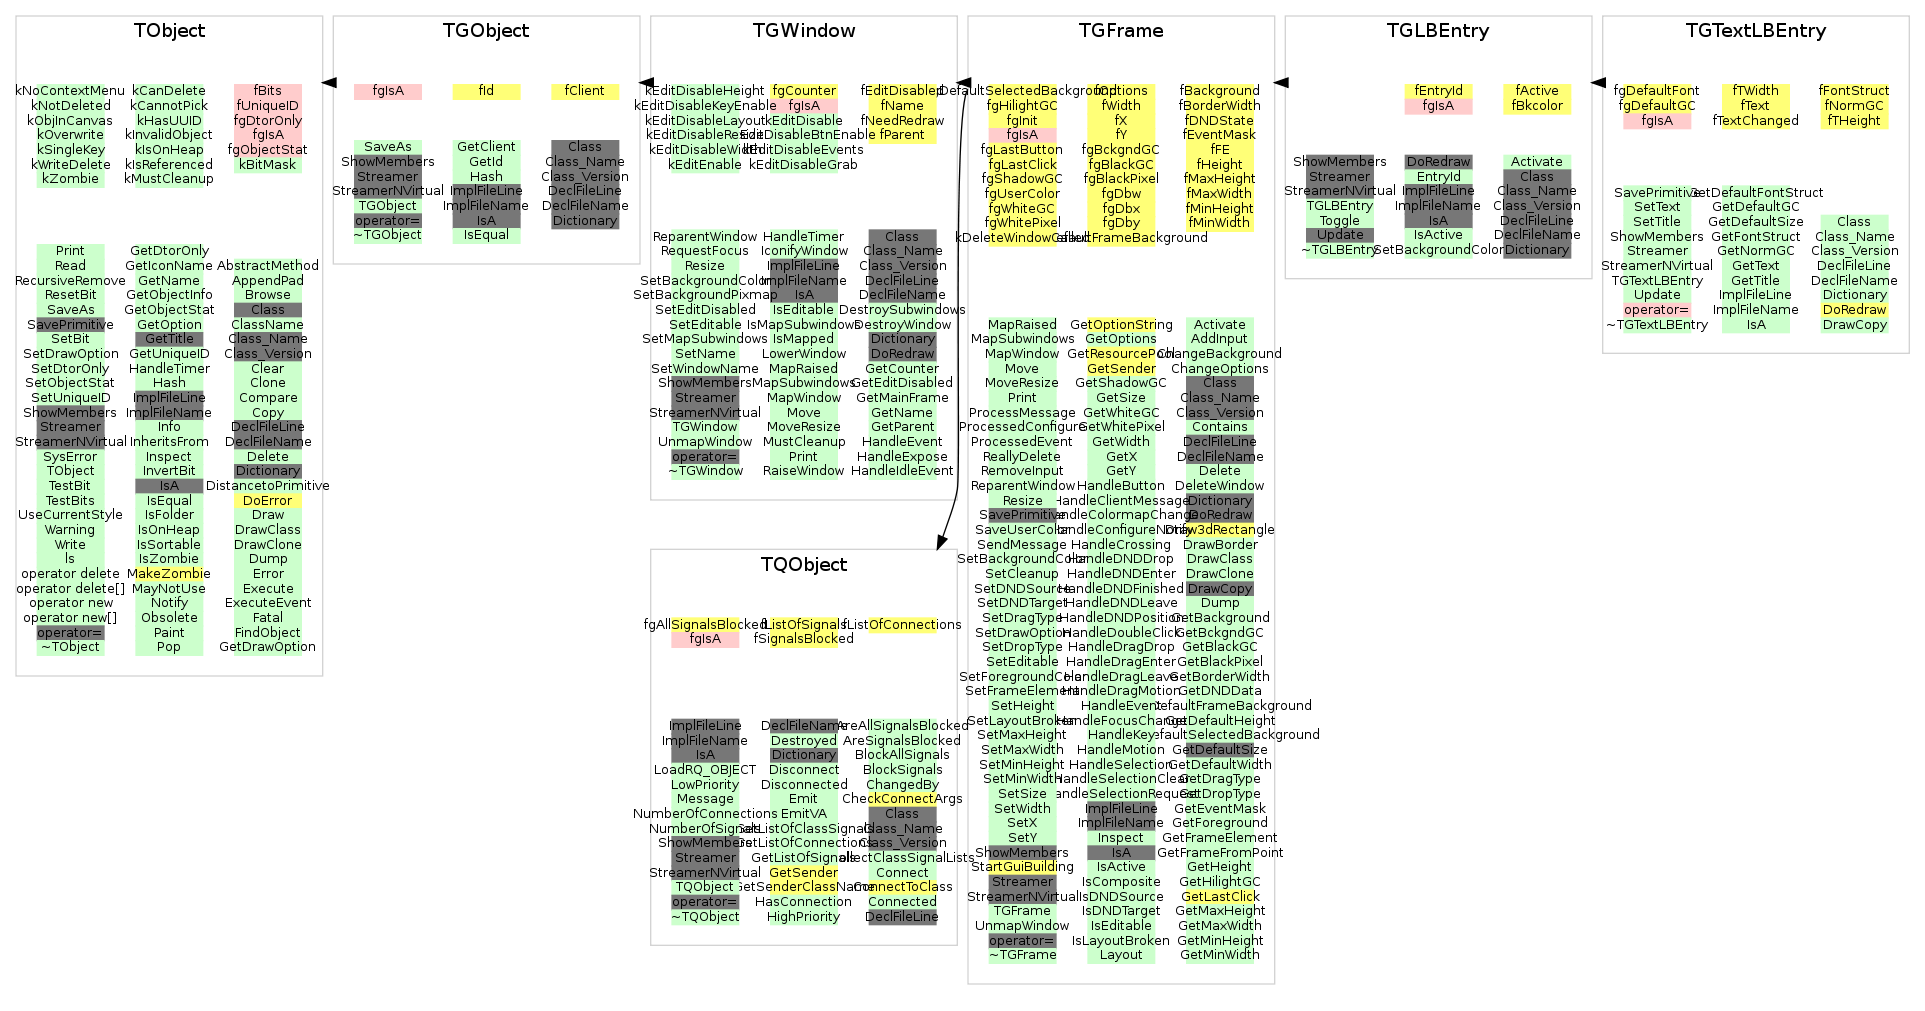 TObject
kNoContextMenu
kNotDeleted
kObjInCanvas
kOverwrite
kSingleKey
kWriteDelete
kZombie
kCanDelete
kCannotPick
kHasUUID
kInvalidObject
kIsOnHeap
kIsReferenced
kMustCleanup
fBits
fUniqueID
fgDtorOnly
fgIsA
fgObjectStat
kBitMask
Print
Read
RecursiveRemove
ResetBit
SaveAs
SavePrimitive
SetBit
SetDrawOption
SetDtorOnly
SetObjectStat
SetUniqueID
ShowMembers
Streamer
StreamerNVirtual
SysError
TObject
TestBit
TestBits
UseCurrentStyle
Warning
Write
ls
operator delete
operator delete[]
operator new
operator new[]
operator=
~TObject
GetDtorOnly
GetIconName
GetName
GetObjectInfo
GetObjectStat
GetOption
GetTitle
GetUniqueID
HandleTimer
Hash
ImplFileLine
ImplFileName
Info
InheritsFrom
Inspect
InvertBit
IsA
IsEqual
IsFolder
IsOnHeap
IsSortable
IsZombie
MakeZombie
MayNotUse
Notify
Obsolete
Paint
Pop
AbstractMethod
AppendPad
Browse
Class
ClassName
Class_Name
Class_Version
Clear
Clone
Compare
Copy
DeclFileLine
DeclFileName
Delete
Dictionary
DistancetoPrimitive
DoError
Draw
DrawClass
DrawClone
Dump
Error
Execute
ExecuteEvent
Fatal
FindObject
GetDrawOption
TGObject
fgIsA
fId
fClient
SaveAs
ShowMembers
Streamer
StreamerNVirtual
TGObject
operator=
~TGObject
GetClient
GetId
Hash
ImplFileLine
ImplFileName
IsA
IsEqual
Class
Class_Name
Class_Version
DeclFileLine
DeclFileName
Dictionary
TGWindow
kEditDisableHeight
kEditDisableKeyEnable
kEditDisableLayout
kEditDisableResize
kEditDisableWidth
kEditEnable
fgCounter
fgIsA
kEditDisable
EditDisableBtnEnable
kEditDisableEvents
kEditDisableGrab
fEditDisabled
fName
fNeedRedraw
fParent
ReparentWindow
RequestFocus
Resize
SetBackgroundColor
SetBackgroundPixmap
SetEditDisabled
SetEditable
SetMapSubwindows
SetName
SetWindowName
ShowMembers
Streamer
StreamerNVirtual
TGWindow
UnmapWindow
operator=
~TGWindow
HandleTimer
IconifyWindow
ImplFileLine
ImplFileName
IsA
IsEditable
IsMapSubwindows
IsMapped
LowerWindow
MapRaised
MapSubwindows
MapWindow
Move
MoveResize
MustCleanup
Print
RaiseWindow
Class
Class_Name
Class_Version
DeclFileLine
DeclFileName
DestroySubwindows
DestroyWindow
Dictionary
DoRedraw
GetCounter
GetEditDisabled
GetMainFrame
GetName
GetParent
HandleEvent
HandleExpose
HandleIdleEvent
TQObject
fgAllSignalsBlocked
fgIsA
fListOfSignals
fSignalsBlocked
fListOfConnections
ImplFileLine
ImplFileName
IsA
LoadRQ_OBJECT
LowPriority
Message
NumberOfConnections
NumberOfSignals
ShowMembers
Streamer
StreamerNVirtual
TQObject
operator=
~TQObject
DeclFileName
Destroyed
Dictionary
Disconnect
Disconnected
Emit
EmitVA
GetListOfClassSignals
GetListOfConnections
GetListOfSignals
GetSender
GetSenderClassName
HasConnection
HighPriority
AreAllSignalsBlocked
AreSignalsBlocked
BlockAllSignals
BlockSignals
ChangedBy
CheckConnectArgs
Class
Class_Name
Class_Version
ollectClassSignalLists
Connect
ConnectToClass
Connected
DeclFileLine
TGFrame
DefaultSelectedBackground
fgHilightGC
fgInit
fgIsA
fgLastButton
fgLastClick
fgShadowGC
fgUserColor
fgWhiteGC
fgWhitePixel
kDeleteWindowCalled
fOptions
fWidth
fX
fY
fgBckgndGC
fgBlackGC
fgBlackPixel
fgDbw
fgDbx
fgDby
faultFrameBackground
fBackground
fBorderWidth
fDNDState
fEventMask
fFE
fHeight
fMaxHeight
fMaxWidth
fMinHeight
fMinWidth
MapRaised
MapSubwindows
MapWindow
Move
MoveResize
Print
ProcessMessage
ProcessedConfigure
ProcessedEvent
ReallyDelete
RemoveInput
ReparentWindow
Resize
SavePrimitive
SaveUserColor
SendMessage
SetBackgroundColor
SetCleanup
SetDNDSource
SetDNDTarget
SetDragType
SetDrawOption
SetDropType
SetEditable
SetForegroundColor
SetFrameElement
SetHeight
SetLayoutBroken
SetMaxHeight
SetMaxWidth
SetMinHeight
SetMinWidth
SetSize
SetWidth
SetX
SetY
ShowMembers
StartGuiBuilding
Streamer
StreamerNVirtual
TGFrame
UnmapWindow
operator=
~TGFrame
GetOptionString
GetOptions
GetResourcePool
GetSender
GetShadowGC
GetSize
GetWhiteGC
GetWhitePixel
GetWidth
GetX
GetY
HandleButton
HandleClientMessage
HandleColormapChange
HandleConfigureNotify
HandleCrossing
HandleDNDDrop
HandleDNDEnter
HandleDNDFinished
HandleDNDLeave
HandleDNDPosition
HandleDoubleClick
HandleDragDrop
HandleDragEnter
HandleDragLeave
HandleDragMotion
HandleEvent
HandleFocusChange
HandleKey
HandleMotion
HandleSelection
HandleSelectionClear
HandleSelectionRequest
ImplFileLine
ImplFileName
Inspect
IsA
IsActive
IsComposite
IsDNDSource
IsDNDTarget
IsEditable
IsLayoutBroken
Layout
Activate
AddInput
ChangeBackground
ChangeOptions
Class
Class_Name
Class_Version
Contains
DeclFileLine
DeclFileName
Delete
DeleteWindow
Dictionary
DoRedraw
Draw3dRectangle
DrawBorder
DrawClass
DrawClone
DrawCopy
Dump
GetBackground
GetBckgndGC
GetBlackGC
GetBlackPixel
GetBorderWidth
GetDNDData
DefaultFrameBackground
GetDefaultHeight
efaultSelectedBackground
GetDefaultSize
GetDefaultWidth
GetDragType
GetDropType
GetEventMask
GetForeground
GetFrameElement
GetFrameFromPoint
GetHeight
GetHilightGC
GetLastClick
GetMaxHeight
GetMaxWidth
GetMinHeight
GetMinWidth
TGLBEntry
fEntryId
fgIsA
fActive
fBkcolor
ShowMembers
Streamer
StreamerNVirtual
TGLBEntry
Toggle
Update
~TGLBEntry
DoRedraw
EntryId
ImplFileLine
ImplFileName
IsA
IsActive
SetBackgroundColor
Activate
Class
Class_Name
Class_Version
DeclFileLine
DeclFileName
Dictionary
TGTextLBEntry
fgDefaultFont
fgDefaultGC
fgIsA
fTWidth
fText
fTextChanged
fFontStruct
fNormGC
fTHeight
SavePrimitive
SetText
SetTitle
ShowMembers
Streamer
StreamerNVirtual
TGTextLBEntry
Update
operator=
~TGTextLBEntry
GetDefaultFontStruct
GetDefaultGC
GetDefaultSize
GetFontStruct
GetNormGC
GetText
GetTitle
ImplFileLine
ImplFileName
IsA
Class
Class_Name
Class_Version
DeclFileLine
DeclFileName
Dictionary
DoRedraw
DrawCopy